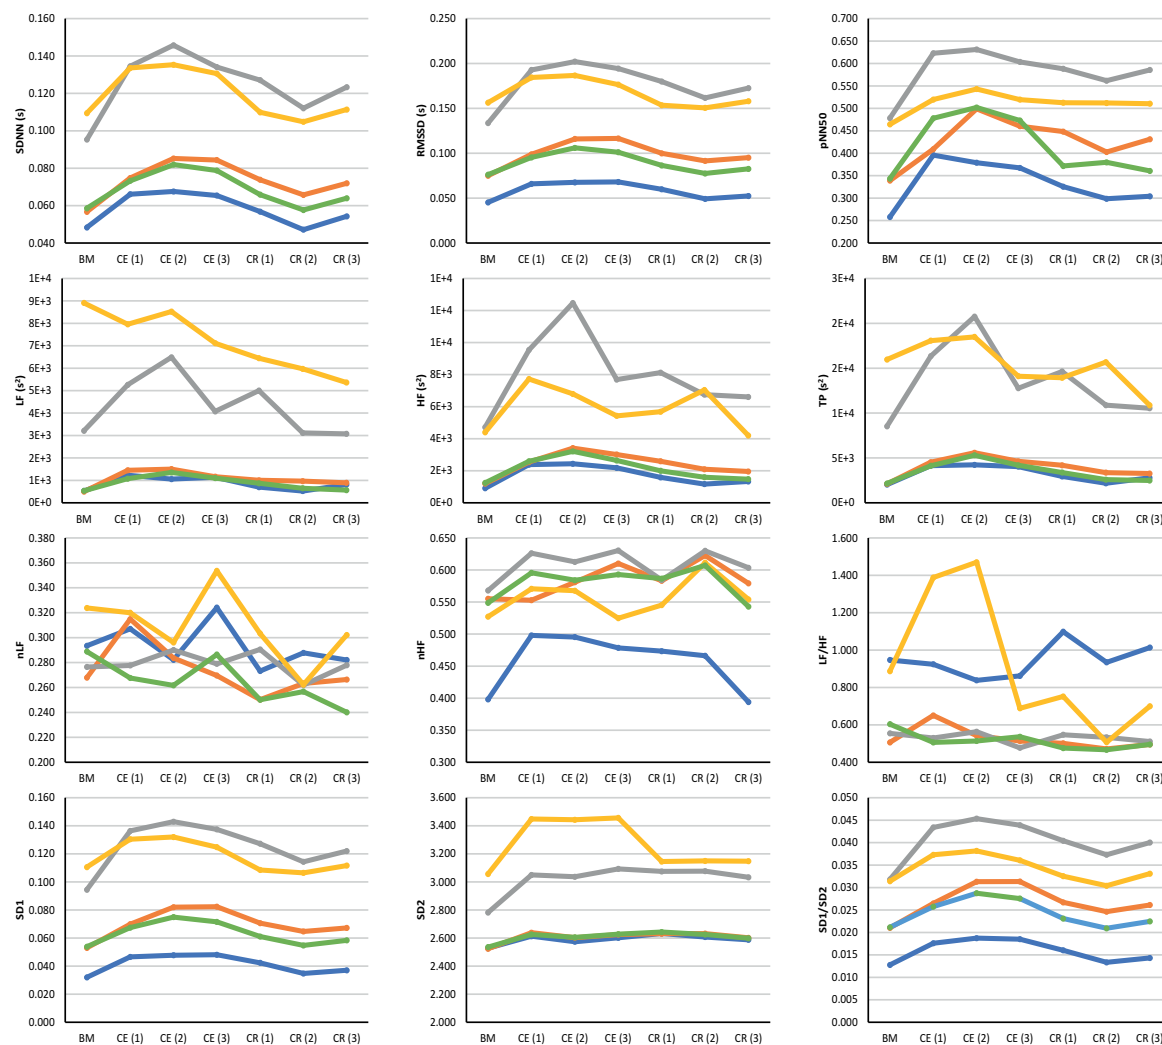 SDNN (s)
0.160
0.140
0.120
0.100
0.080
0.060
0.040
BM CE (1) CE (2) CE (3) CR (1) CR (2) CR (3)
RMSSD (s)
0.250
0.200
0.150
0.100
0.050
0.000
BM CE (1) CE (2) CE (3) CR (1) CR (2) CR (3)
pNN50
0.700
0.650
0.600
0.550
0.500
0.450
0.400
0.350
0.300
0.250
0.200
BM CE (1) CE (2) CE (3) CR (1) CR (2) CR (3)
LF (s²)
1E+4
9E+3
8E+3
7E+3
6E+3
5E+3
4E+3
3E+3
2E+3
1E+3
0E+0
BM CE (1) CE (2) CE (3) CR (1) CR (2) CR (3)
HF (s²)
1E+4
1E+4
1E+4
8E+3
6E+3
4E+3
2E+3
0E+0
BM CE (1) CE (2) CE (3) CR (1) CR (2) CR (3)
TP (s²)
3E+4
2E+4
2E+4
1E+4
5E+3
0E+0
BM CE (1) CE (2) CE (3) CR (1) CR (2) CR (3)
nLF
0.380
0.360
0.340
0.320
0.300
0.280
0.260
0.240
0.220
0.200
BM CE (1) CE (2) CE (3) CR (1) CR (2) CR (3)
nHF
0.650
0.600
0.550
0.500
0.450
0.400
0.350
0.300
BM CE (1) CE (2) CE (3) CR (1) CR (2) CR (3)
LF/HF
1.600
1.400
1.200
1.000
0.800
0.600
0.400
BM CE (1) CE (2) CE (3) CR (1) CR (2) CR (3)
SD1
0.160
0.140
0.120
0.100
0.080
0.060
0.040
0.020
0.000
BM CE (1) CE (2) CE (3) CR (1) CR (2) CR (3)
SD2
3.600
3.400
3.200
3.000
2.800
2.600
2.400
2.200
2.000
BM CE (1) CE (2) CE (3) CR (1) CR (2) CR (3)
SD1/SD2
0.050
0.045
0.040
0.035
0.030
0.025
0.020
0.015
0.010
0.005
0.000
BM CE (1) CE (2) CE (3) CR (1) CR (2) CR (3)